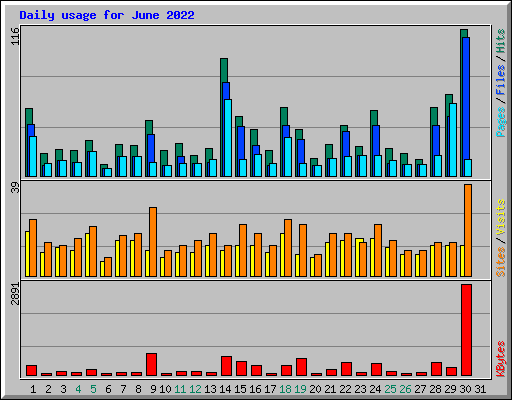 Daily usage for June 2022
116
Pages / Files / Hits
39
Sites / Visits
2891
KBytes
1 2 3 4 5 6 7 8 9 10 11 12 13 14 15 16 17 18 19 20 21 22 23 24 25 26 27 28 29 30 31